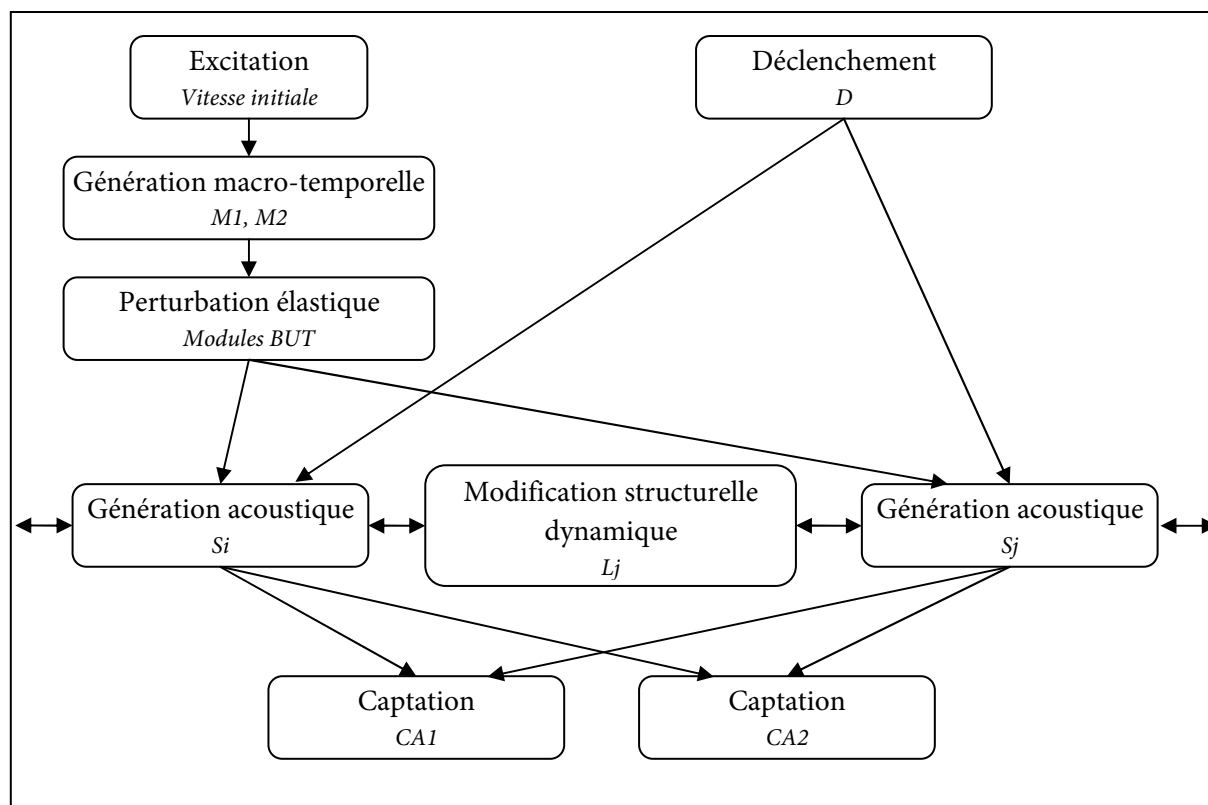 Excitation
Vitesse initiale
Déclenchement
D
Génération macro-temporelle
M1, M2
Perturbation élastique
Modules BUT
Génération acoustique
Si
Modification structurelle
dynamique
Lj
Génération acoustique
Sj
Captation
CA1
Captation
CA2